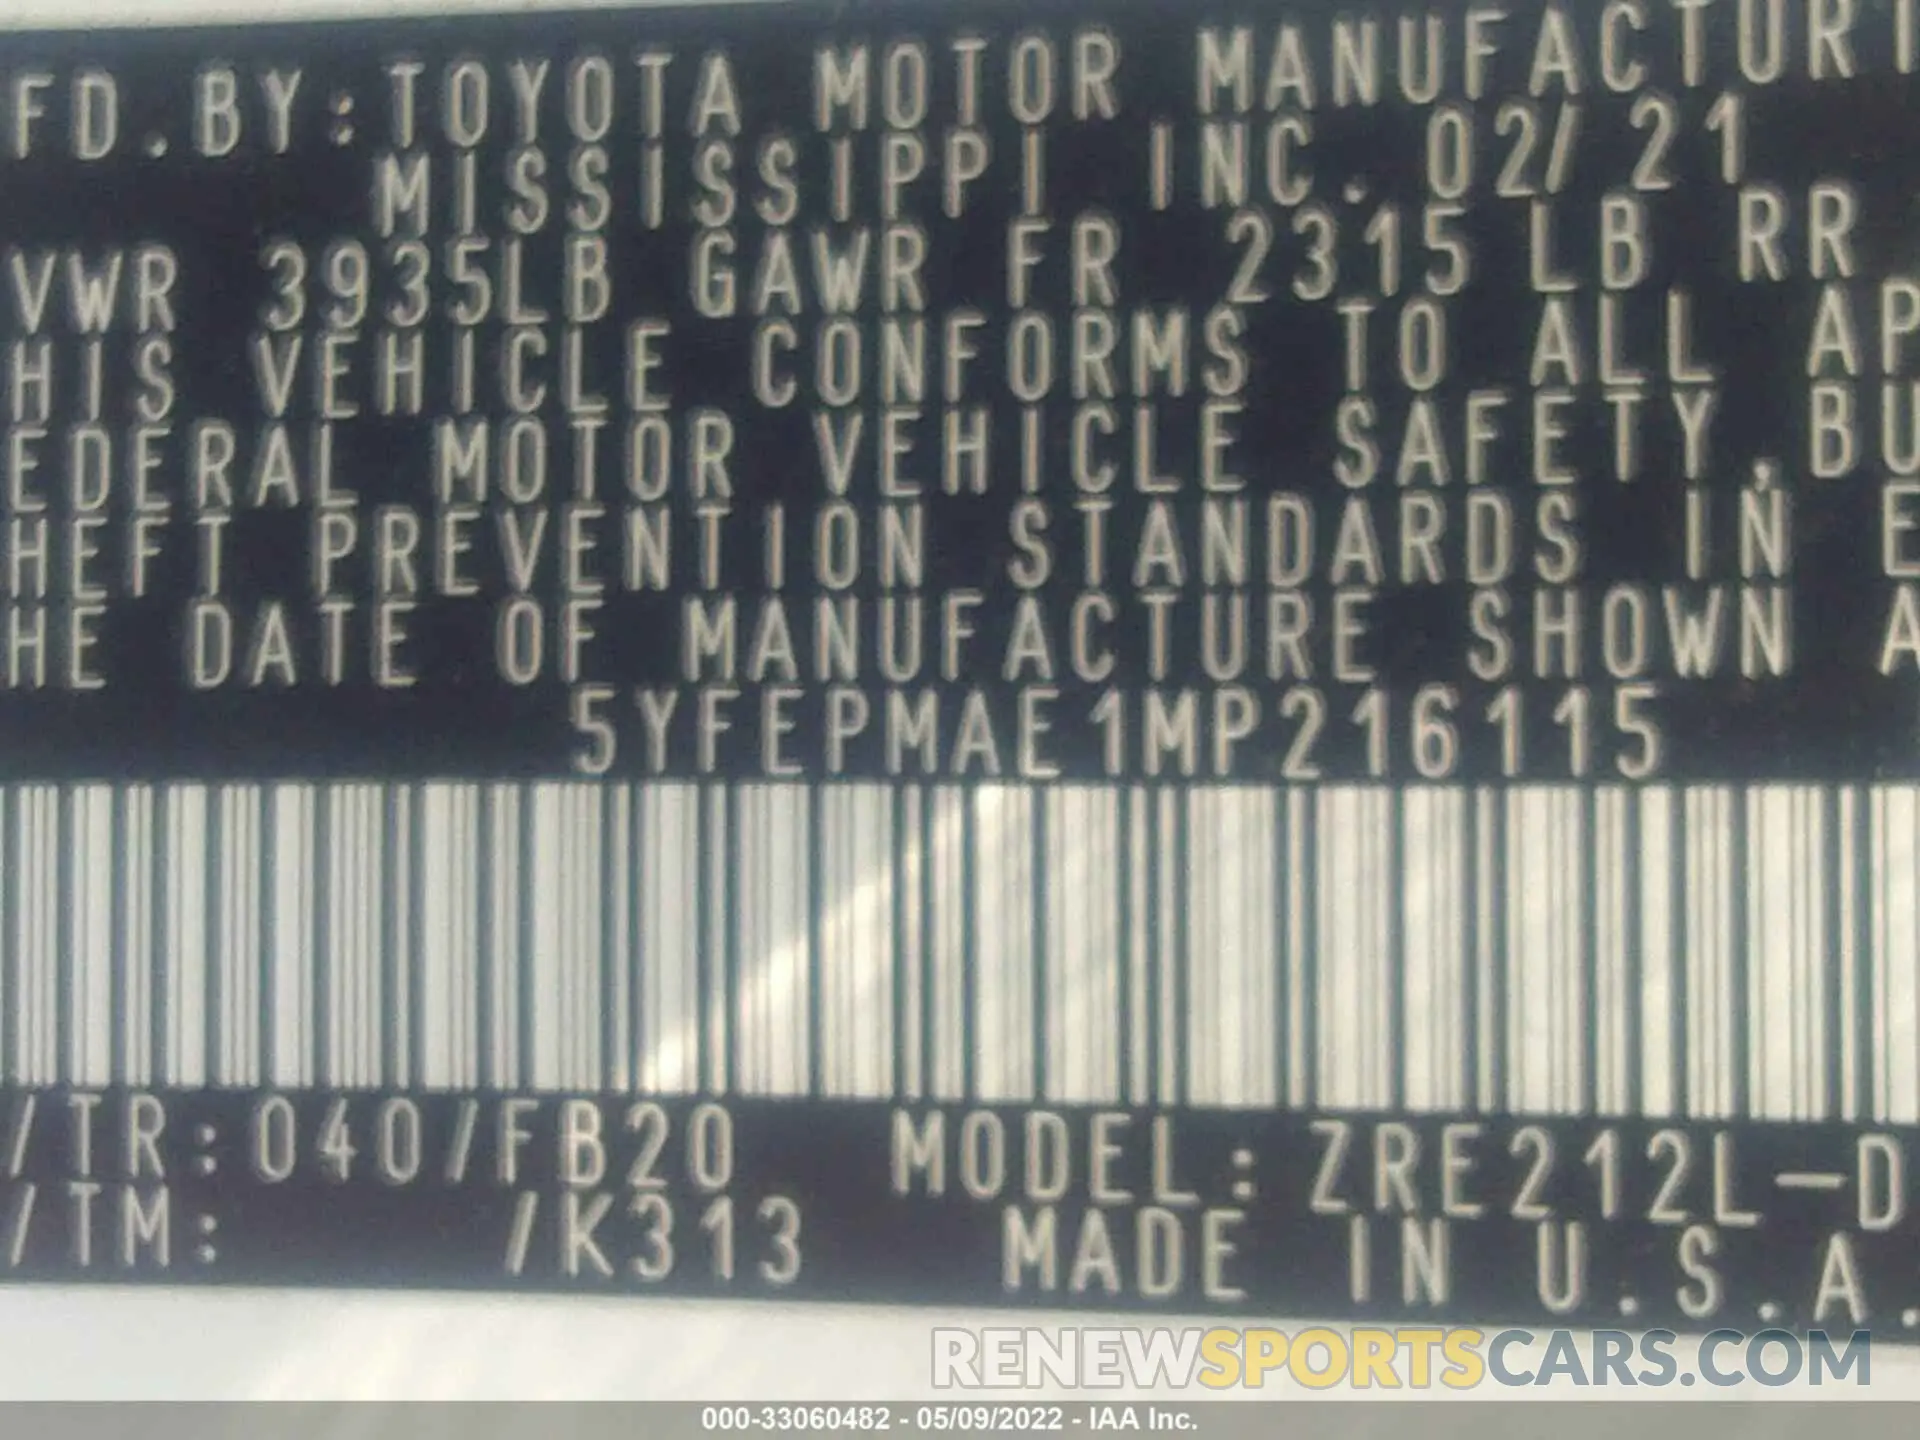 FD.BY:TOYOTA MOTOR MANUFACTURI
MISSISSIPPI INC. 02/21
VWR 3935LB GAWR FR 2315LB RR
HIS VEHICLE CONFORMS TO ALL AP
EDERAL MOTOR VEHICLE SAFETY,BU
HEFT PREVENTION STANDARDS IN E
HE DATE OF MANUFACTURE SHOWN A
5YFEPMAE1MP216115
/TR:040/FB20 MODEL:ZRE212L-D
/TM: /K313 MADE IN U.S.A.
RENEWSPORTSCARS.COM
000-33060482 - 05/09/2022 - IAA Inc.